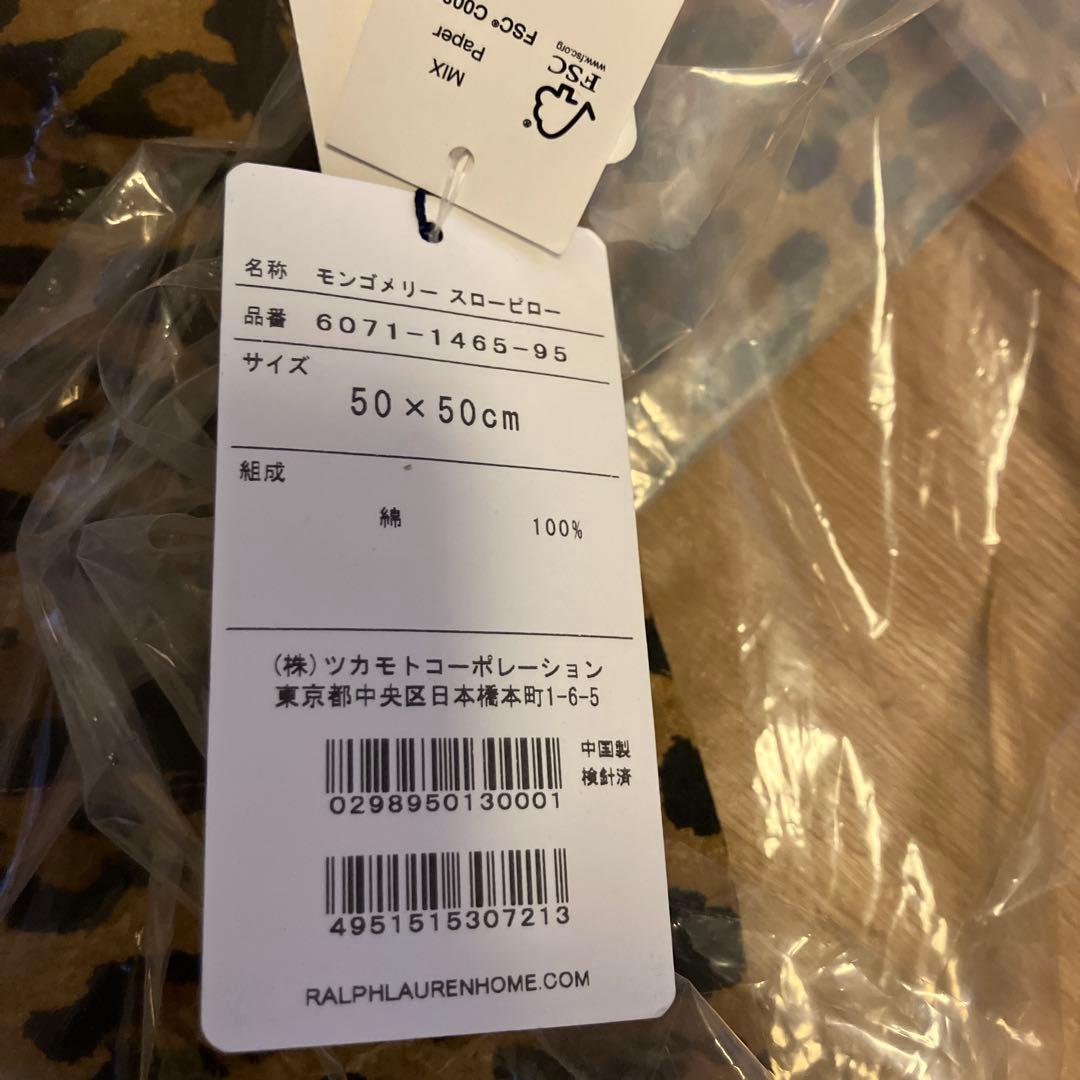 MIX
Paper
FSC
www.fsc.org
FSC®
名称 モンゴメリー スローピロー
品番 6071-1465-95
サイズ
50×50cm
組成
綿 100%
(株)ツカモトコーポレーション
東京都中央区日本橋本町1-6-5
中国製
検針済
0298950130001
4951515307213
RALPHLAURENHOME.COM